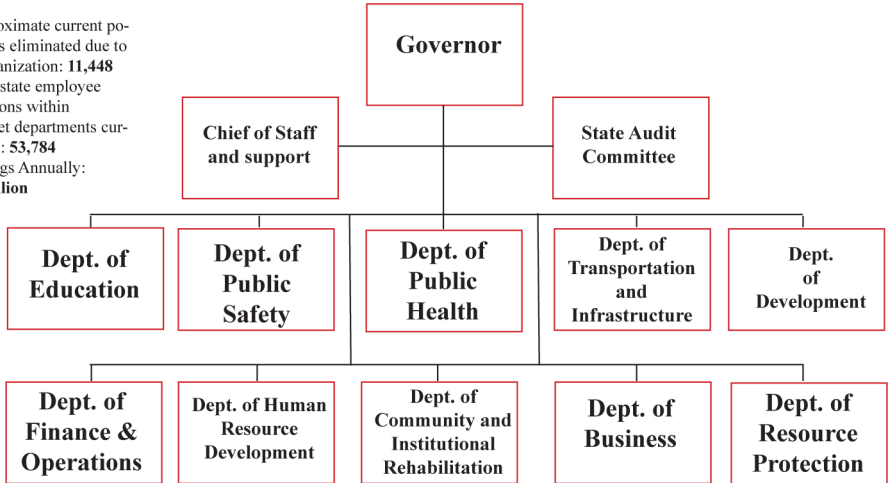 oximate current po-
s eliminated due to
anization: 11,448
state employee
ons within
et departments cur-
: 53,784
gs Annually:
lion
Governor
Chief of Staff
and support
State Audit
Committee
Dept. of
Education
Dept. of
Public
Safety
Dept. of
Public
Health
Dept. of
Transportation
and
Infrastructure
Dept.
of
Development
Dept. of
Finance &
Operations
Dept. of Human
Resource
Development
Dept. of
Community and
Institutional
Rehabilitation
Dept. of
Business
Dept. of
Resource
Protection